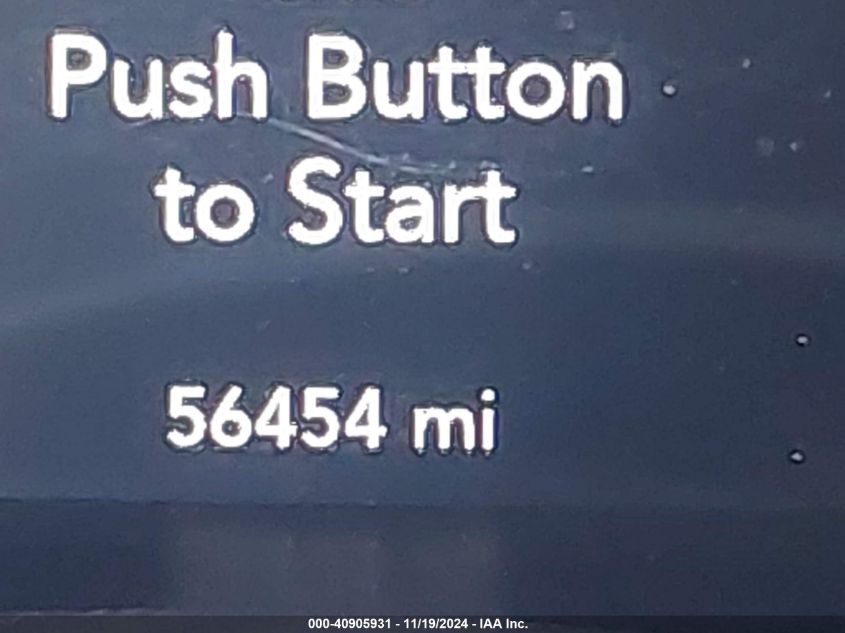 Push Button
to Start
56454 mi
000-40905931 - 11/19/2024 - IAA Inc.